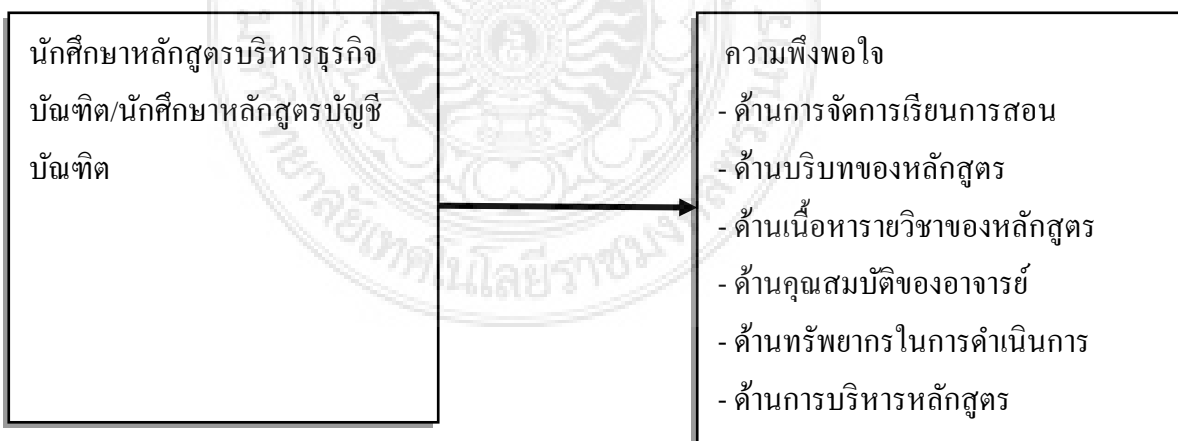 นักศึกษาหลักสูตรบริหารธุรกิจ
บัณฑิต/นักศึกษาหลักสูตรบัญชี
บัณฑิต
ความพึงพอใจ
- ด้านการจัดการเรียนการสอน
- ด้านบริบทของหลักสูตร
- ด้านเนื้อหารายวิชาของหลักสูตร
- ด้านคุณสมบัติของอาจารย์
- ด้านทรัพยากรในการดำเนินการ
- ด้านการบริหารหลักสูตร